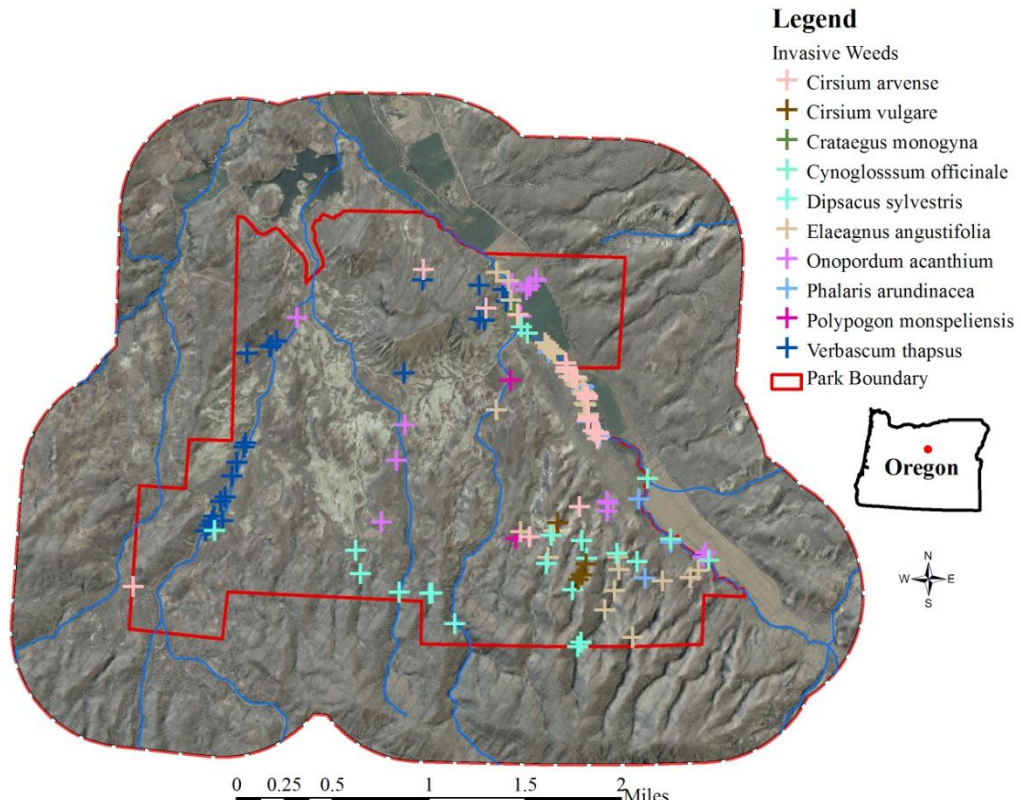 Legend
Invasive Weeds
Cirsium arvense
Cirsium vulgare
Crataegus monogyna
Cynoglosssum officinale
Dipsacus sylvestris
Elaeagnus angustifolia
Onopordum acanthium
Phalaris arundinacea
Polypogon monspeliensis
Verbascum thapsus
Park Boundary
Oregon
N
W E
S
0 0.25 0.5 1 1.5 2 Miles